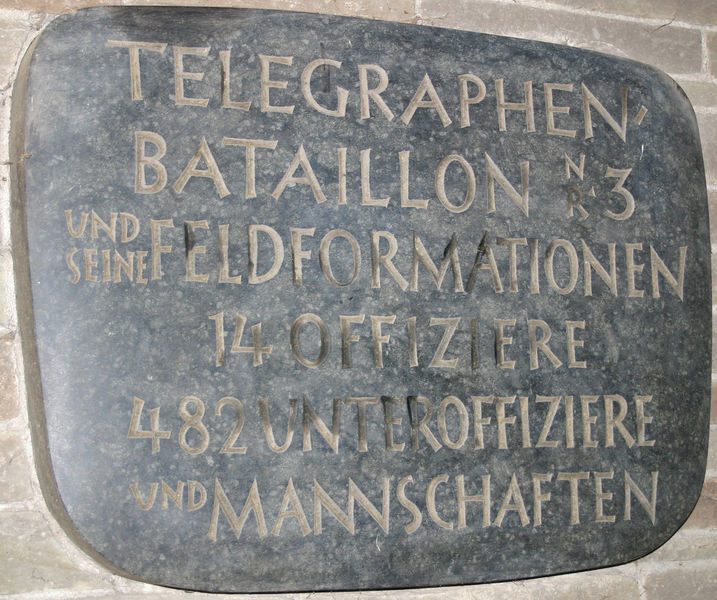 TELEGRAPHEN-
BATAILLON NR. 3
UND SEINE FELDFORMATIONEN
14 OFFIZIERE
482 UNTEROFFIZIERE
UND MANNSCHAFTEN